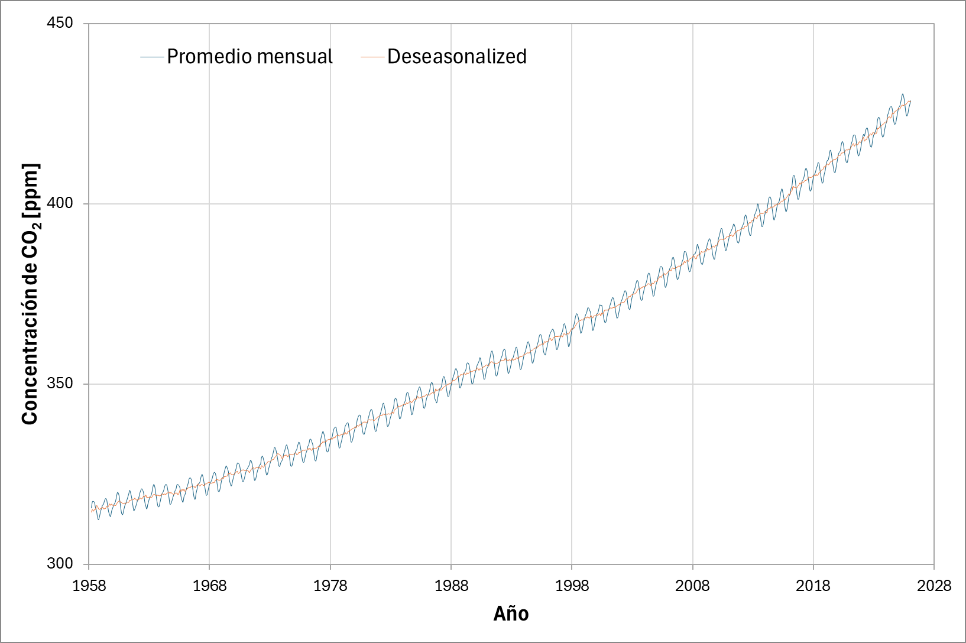 450
Promedio mensual Deseasonalized
400
350
300
Concentración de CO₂ [ppm]
1958 1968 1978 1988 1998 2008 2018 2028
Año